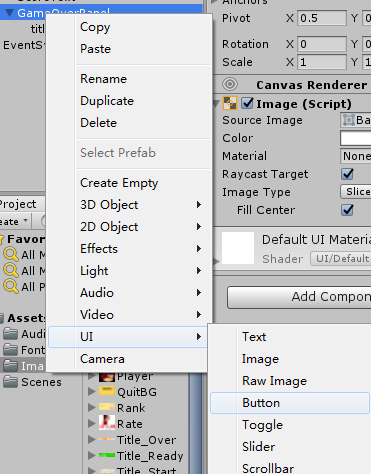 Anchors
GameOverPanel
Pivot X 0.5 Y 0
title
EventSy
Rotation X 0 Y 0
Scale X 1 Y 1
Canvas Renderer
Image (Script)
Source Image Ba
Color
Material None
Raycast Target
Image Type Slice
Fill Center
Default UI Materia
Shader UI/Default
Add Compon
Copy
Paste
Rename
Duplicate
Delete
Select Prefab
Create Empty
3D Object
2D Object
Effects
Light
Audio
Video
UI
Camera
Text
Image
Raw Image
Button
Toggle
Slider
Scrollbar
Project
eate
Favor
All M
All M
All P
Assets
Audi
Font
Ima
Scenes
Player
QuitBG
Rank
Rate
Title_Over
Title_Ready
Title_Start